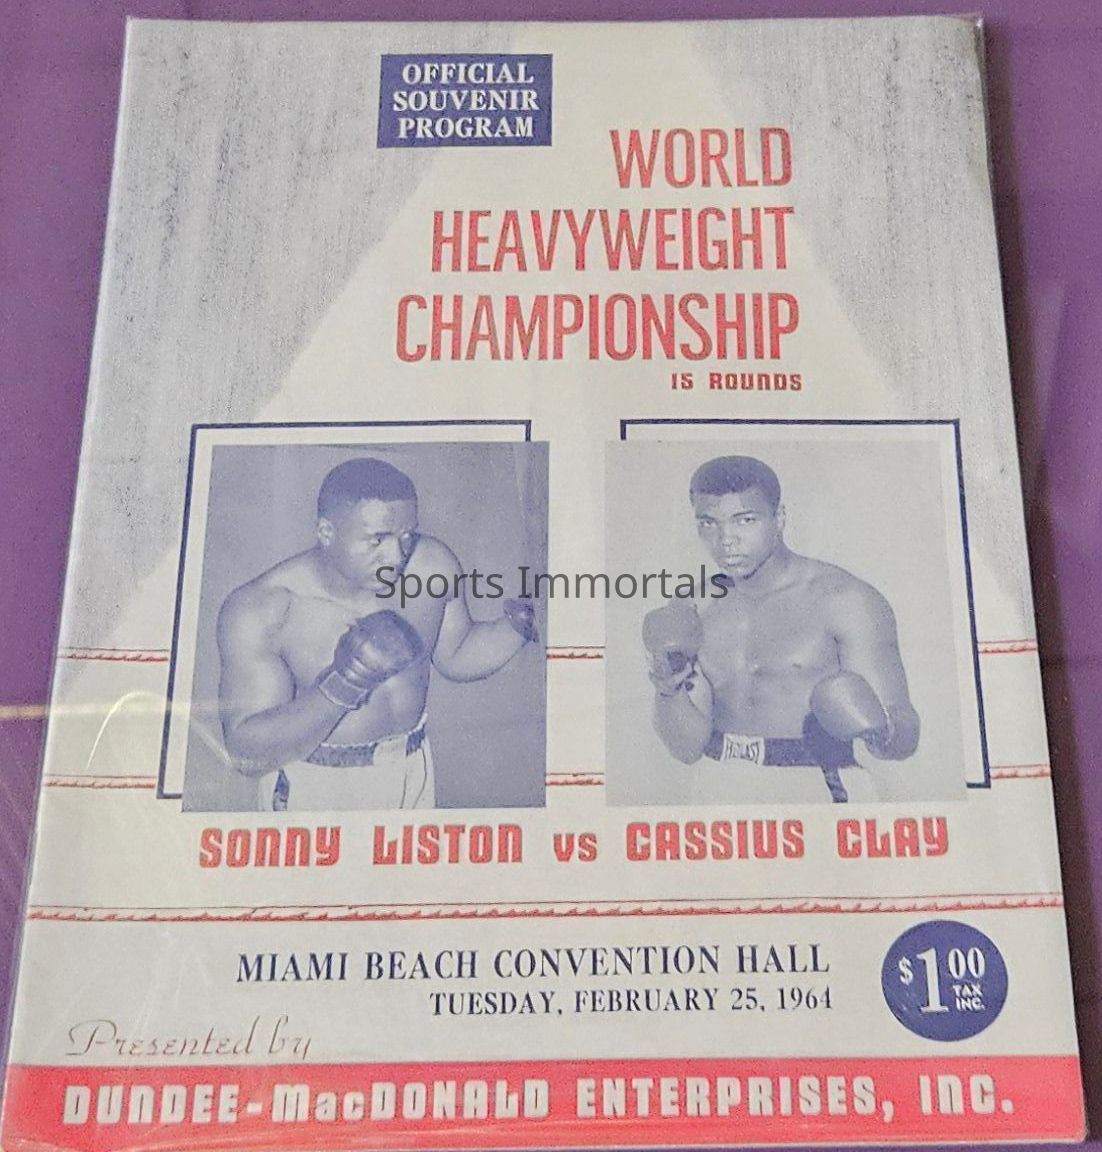 OFFICIAL
SOUVENIR
PROGRAM
WORLD
HEAVYWEIGHT
CHAMPIONSHIP
15 ROUNDS
Sports Immortals
EVERLAST
SONNY LISTON vs CASSIUS CLAY
MIAMI BEACH CONVENTION HALL
TUESDAY, FEBRUARY 25, 1964
$1.00
TAX
INC.
Presented by
DUNDEE-MacDONALD ENTERPRISES, INC.